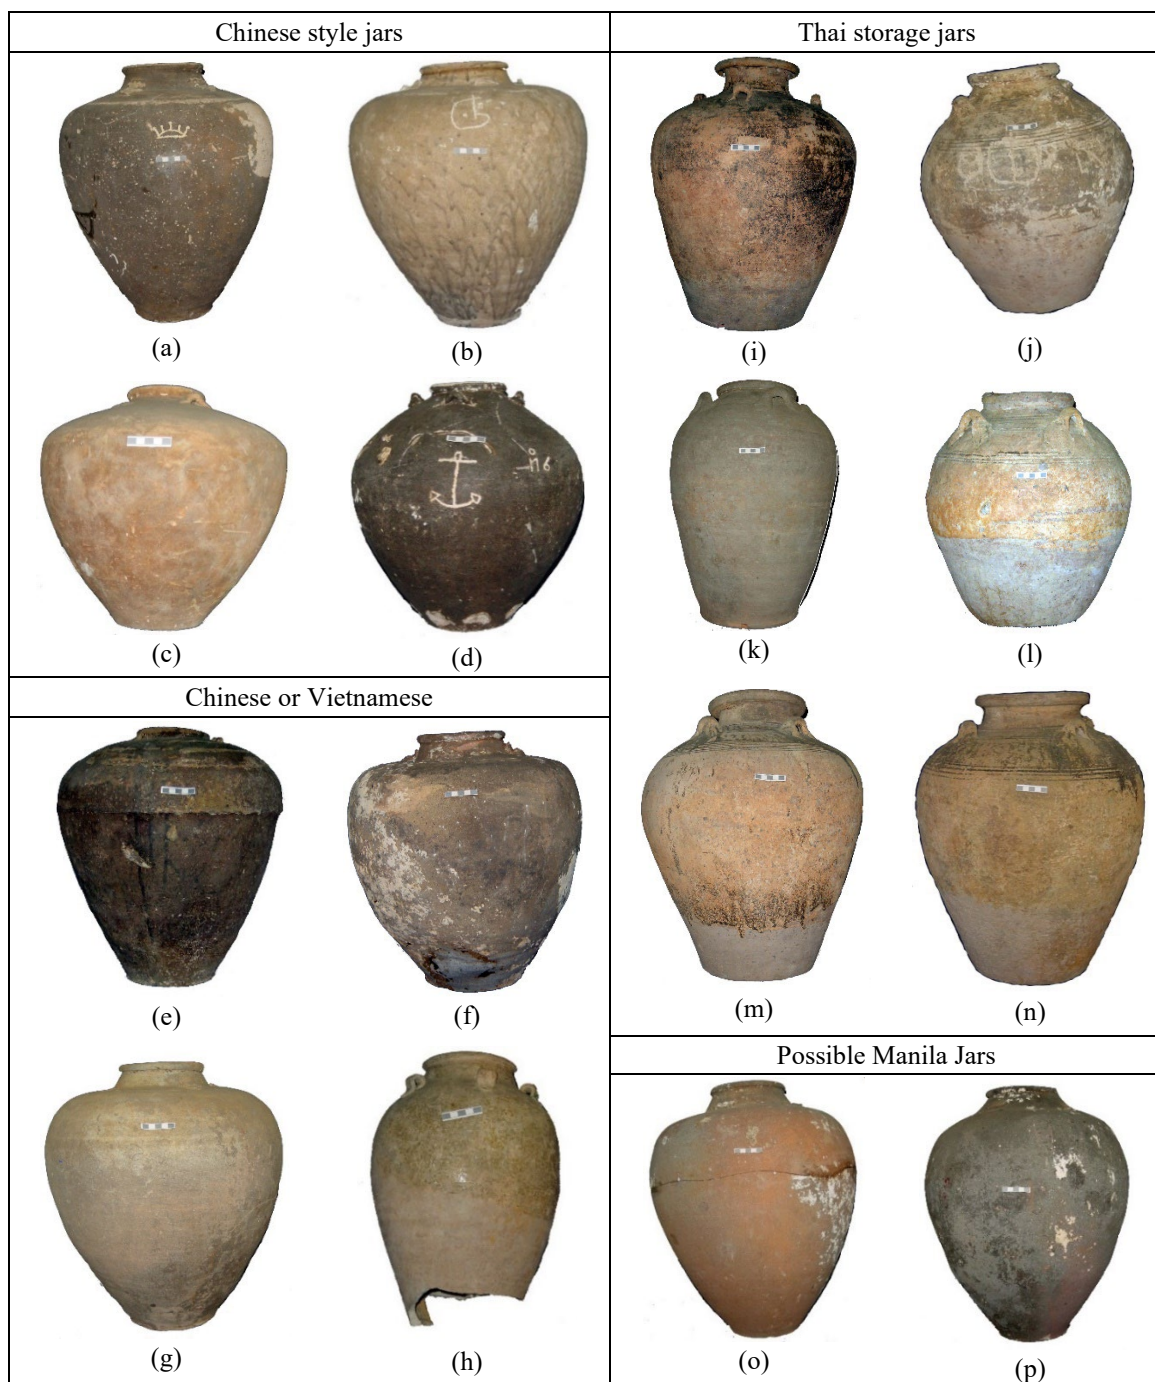 Chinese style jars
Thai storage jars
(a)
(b)
(i)
(j)
(c)
(d)
(k)
(l)
Chinese or Vietnamese
(e)
(f)
(m)
(n)
Possible Manila Jars
(g)
(h)
(o)
(p)